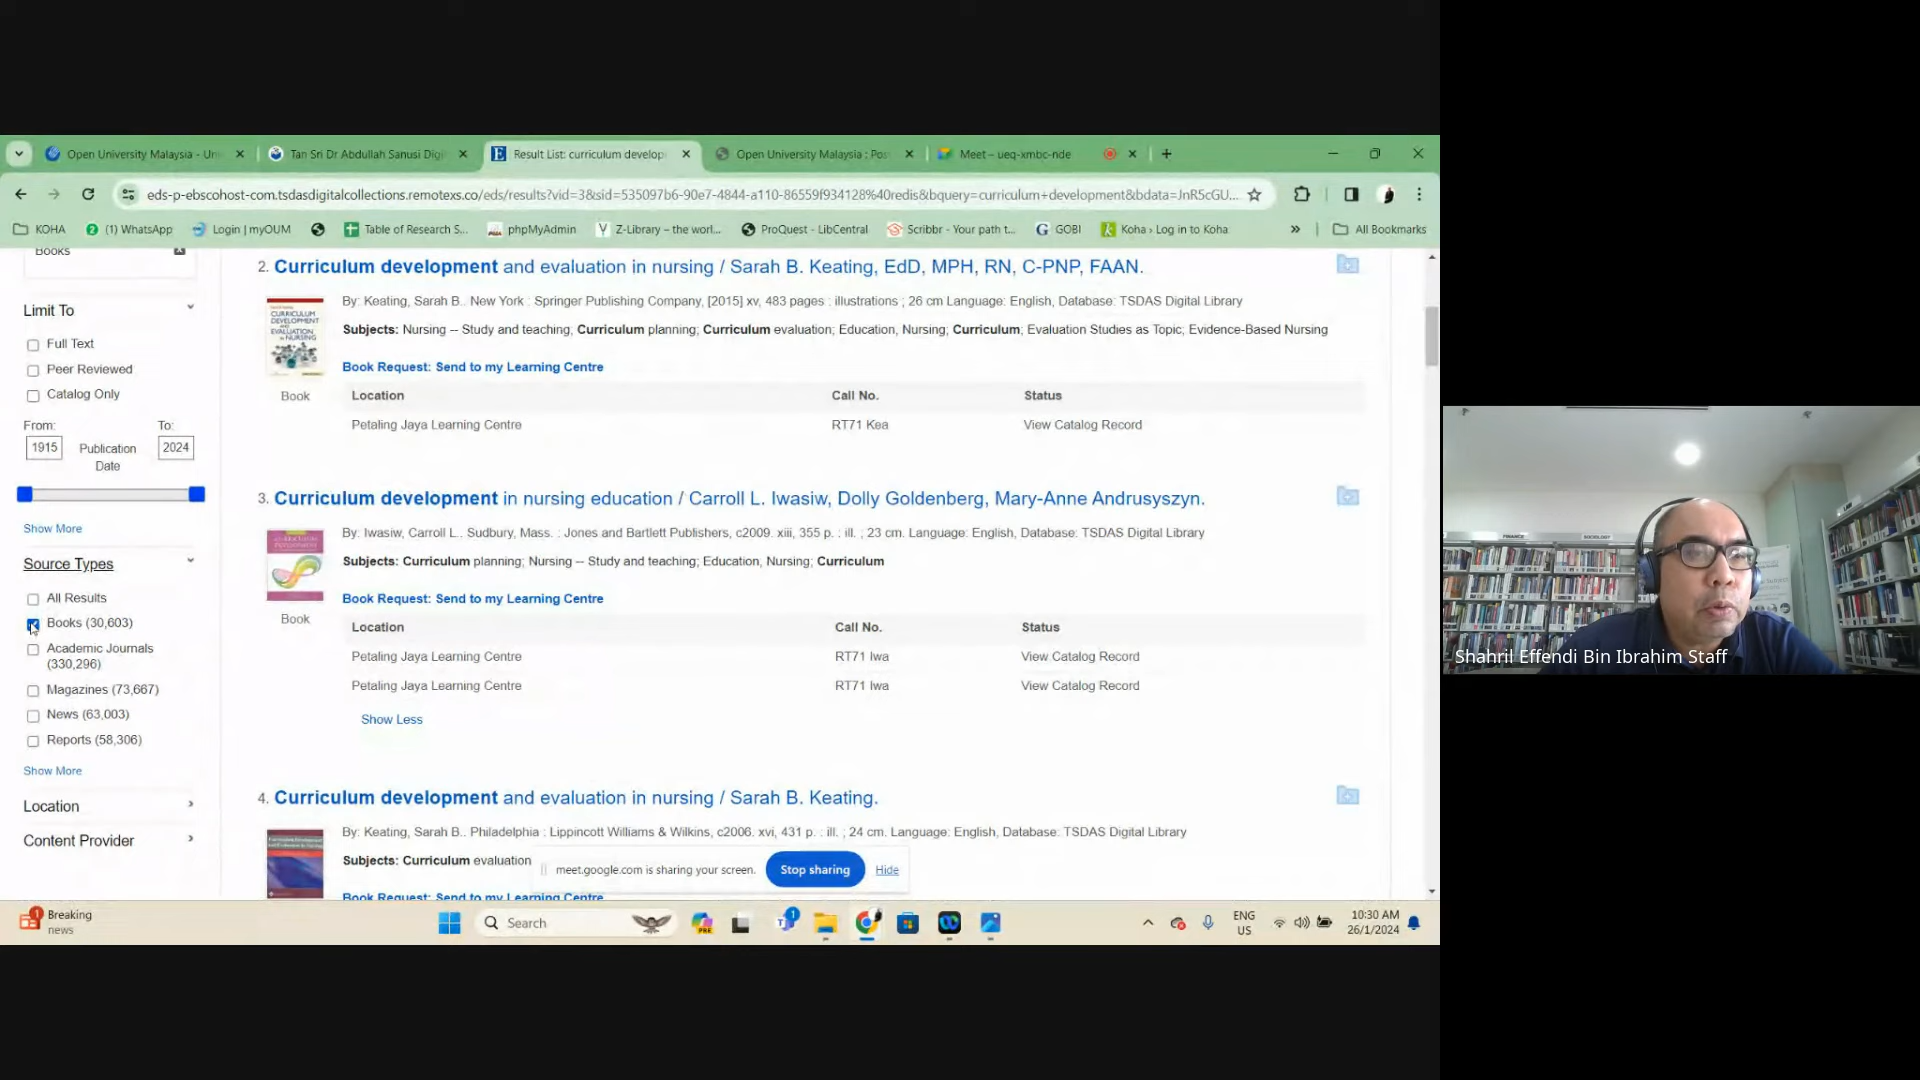 Open University Malaysia - Un
Tan Sri Dr Abdullah Sanusi Digi
Result List: curriculum develop
Open University Malaysia : Pos
Meet – ueq-xmbc-nde
eds-p-ebscohost-com.tsdasdigitalcollections.remotexs.co/eds/results?vid=3&sid=535097b6-90e7-4844-a110-86559f934128%40redis&bquery=curriculum+development&bdata=JnR5cGU...
KOHA
(1) WhatsApp
Login | myOUM
Table of Research S...
phpMyAdmin
Z-Library – the worl...
ProQuest - LibCentral
Scribbr - Your path t...
GOBI
Koha › Log in to Koha
All Bookmarks
Books
Limit To
Full Text
Peer Reviewed
Catalog Only
From:
To:
1915
Publication
Date
2024
Show More
Source Types
All Results
Books (30,603)
Academic Journals
(330,296)
Magazines (73,667)
News (63,003)
Reports (58,306)
Show More
Location
Content Provider
2. Curriculum development and evaluation in nursing / Sarah B. Keating, EdD, MPH, RN, C-PNP, FAAN.
By: Keating, Sarah B.. New York : Springer Publishing Company, [2015] xv, 483 pages : illustrations ; 26 cm Language: English, Database: TSDAS Digital Library
Subjects: Nursing -- Study and teaching; Curriculum planning; Curriculum evaluation; Education, Nursing; Curriculum; Evaluation Studies as Topic; Evidence-Based Nursing
Book
Book Request: Send to my Learning Centre
Location Call No. Status
Petaling Jaya Learning Centre RT71 Kea View Catalog Record
3. Curriculum development in nursing education / Carroll L. Iwasiw, Dolly Goldenberg, Mary-Anne Andrusyszyn.
By: Iwasiw, Carroll L.. Sudbury, Mass. : Jones and Bartlett Publishers, c2009. xiii, 355 p. : ill. ; 23 cm. Language: English, Database: TSDAS Digital Library
Subjects: Curriculum planning; Nursing -- Study and teaching; Education, Nursing; Curriculum
Book
Book Request: Send to my Learning Centre
Location Call No. Status
Petaling Jaya Learning Centre RT71 Iwa View Catalog Record
Petaling Jaya Learning Centre RT71 Iwa View Catalog Record
Show Less
4. Curriculum development and evaluation in nursing / Sarah B. Keating.
By: Keating, Sarah B.. Philadelphia : Lippincott Williams & Wilkins, c2006. xvi, 431 p. : ill. ; 24 cm. Language: English, Database: TSDAS Digital Library
Subjects: Curriculum evaluation
Book Request: Send to my Learning Centre
meet.google.com is sharing your screen.
Stop sharing
Hide
Breaking
news
Search
ENG
US
10:30 AM
26/1/2024
Shahril Effendi Bin Ibrahim Staff